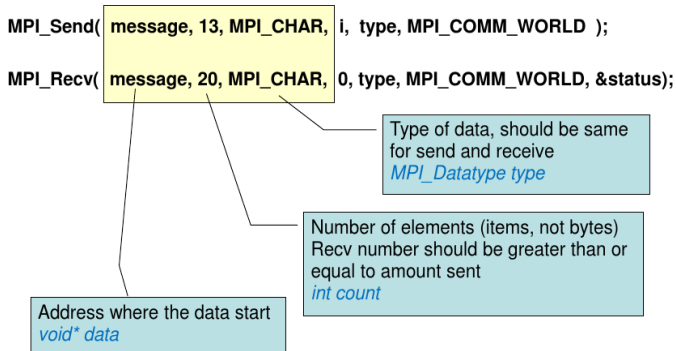 MPI_Send( message, 13, MPI_CHAR, i, type, MPI_COMM_WORLD );
MPI_Recv( message, 20, MPI_CHAR, 0, type, MPI_COMM_WORLD, &status);
Type of data, should be same
for send and receive
MPI_Datatype type
Number of elements (items, not bytes)
Recv number should be greater than or
equal to amount sent
int count
Address where the data start
void* data